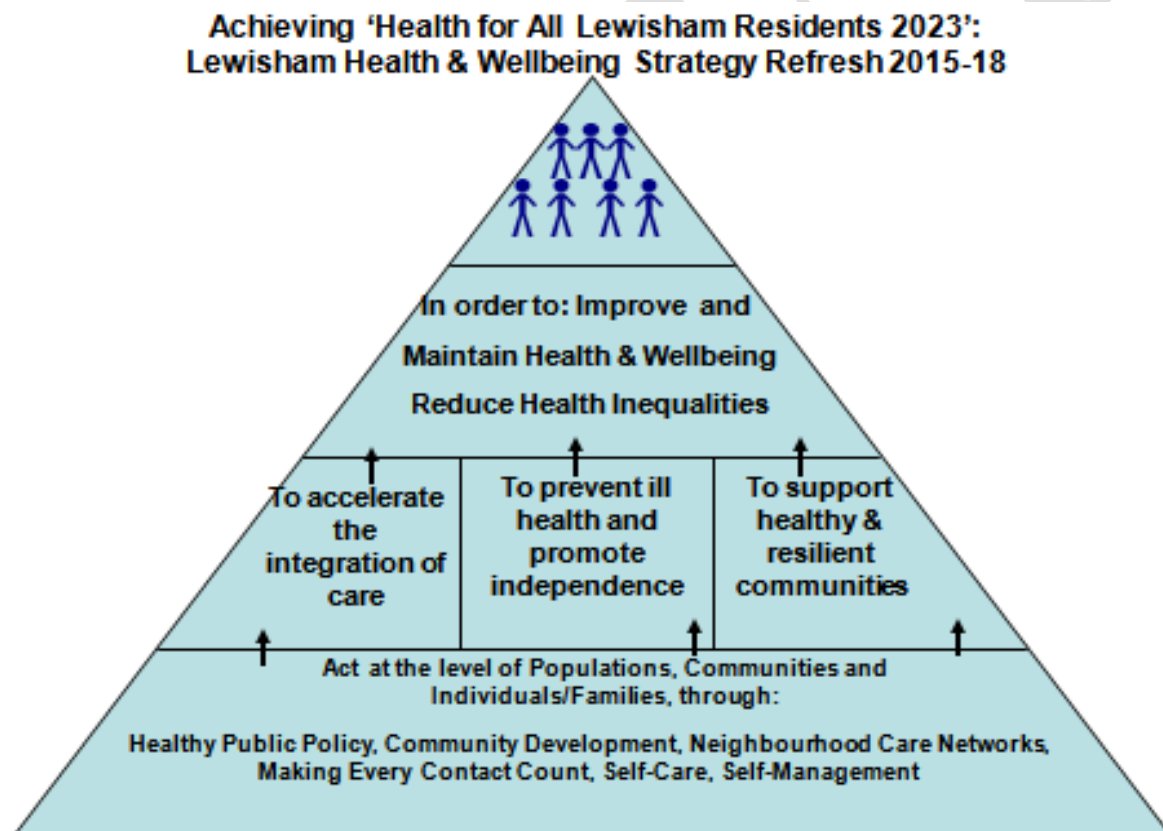 Achieving ‘Health for All Lewisham Residents 2023’:
Lewisham Health & Wellbeing Strategy Refresh 2015-18
In order to: Improve and
Maintain Health & Wellbeing
Reduce Health Inequalities
To accelerate
the
integration of
care
To prevent ill
health and
promote
independence
To support
healthy &
resilient
communities
Act at the level of Populations, Communities and
Individuals/Families, through:
Healthy Public Policy, Community Development, Neighbourhood Care Networks,
Making Every Contact Count, Self-Care, Self-Management